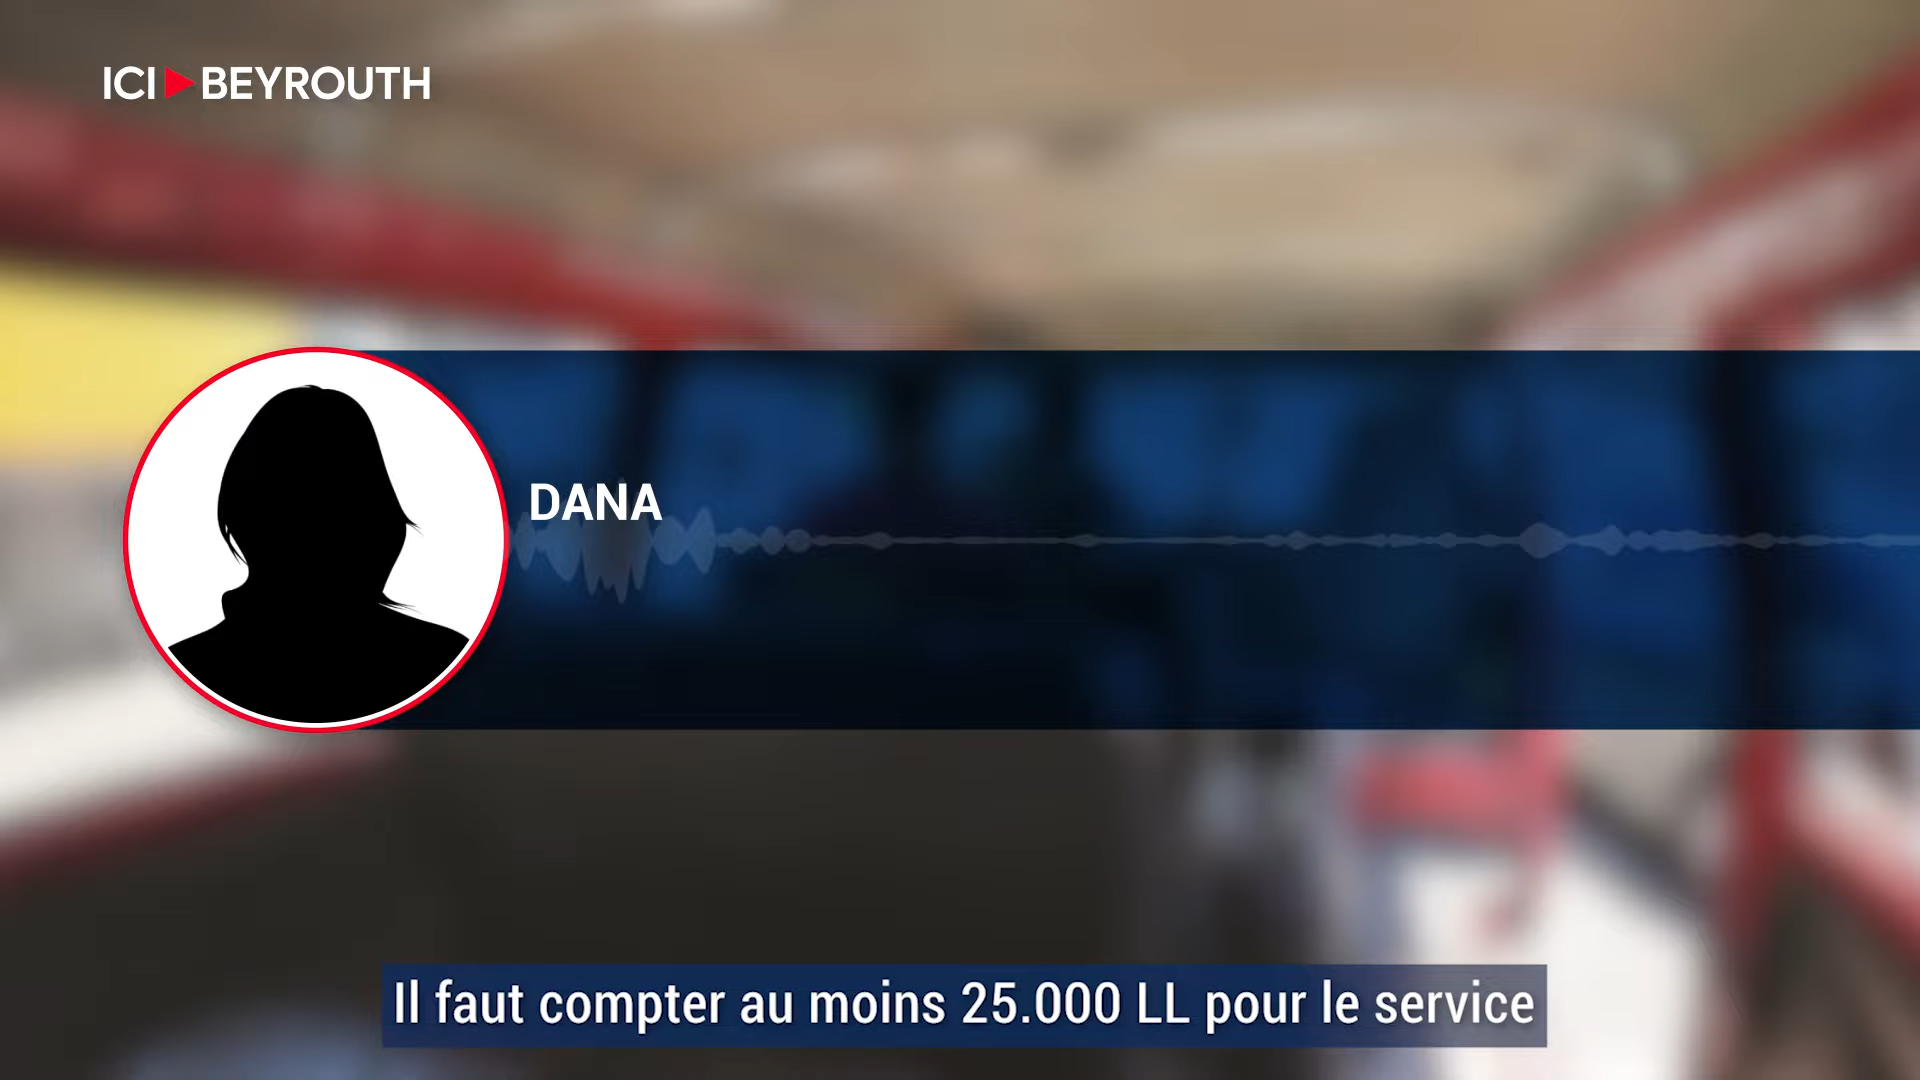 ICI BEYROUTH
DANA
Il faut compter au moins 25.000 LL pour le service